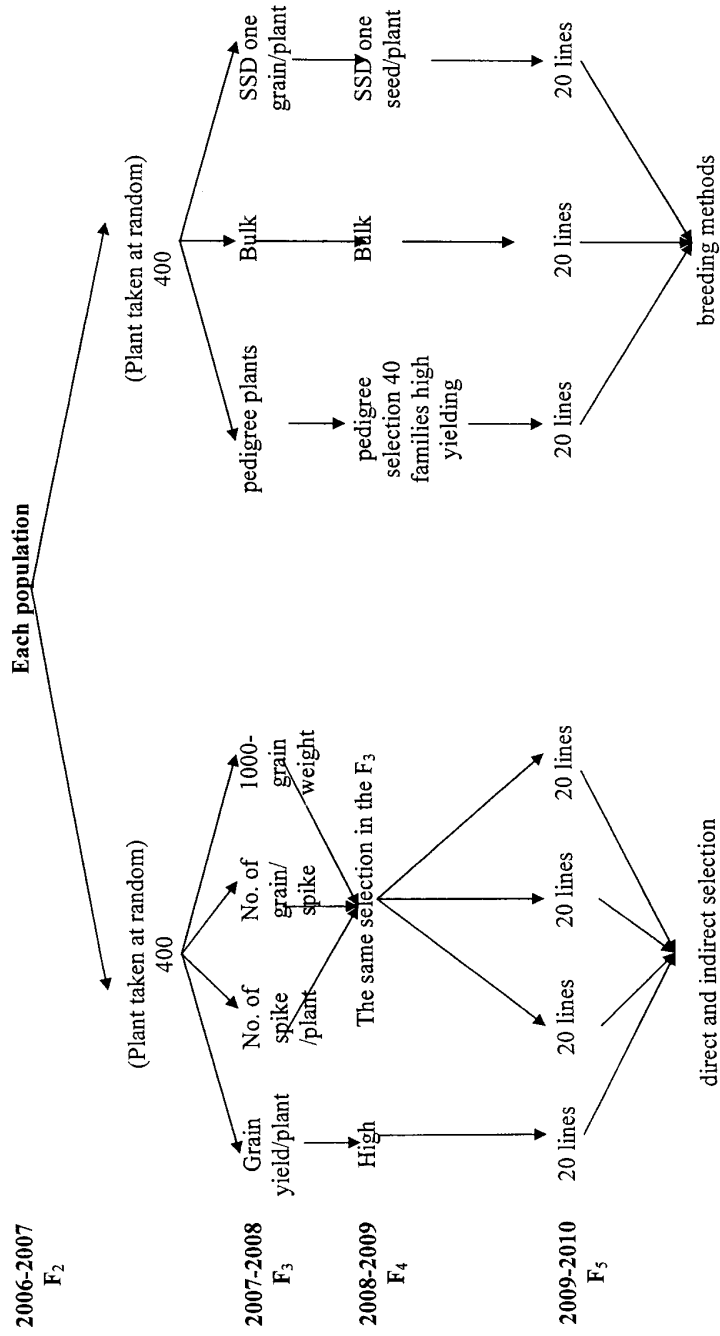 2006-2007
F₂
Each population
(Plant taken at random)
400
(Plant taken at random)
400
2007-2008
F₃
Grain
yield/plant
No. of
spike
/plant
No. of
grain/
spike
1000-
grain
weight
pedigree plants
Bulk
SSD one
grain/plant
2008-2009
F₄
High
The same selection in the F₃
pedigree
selection 40
families high
yielding
Bulk
SSD one
seed/plant
2009-2010
F₅
20 lines
20 lines
20 lines
20 lines
20 lines
20 lines
20 lines
direct and indirect selection
breeding methods